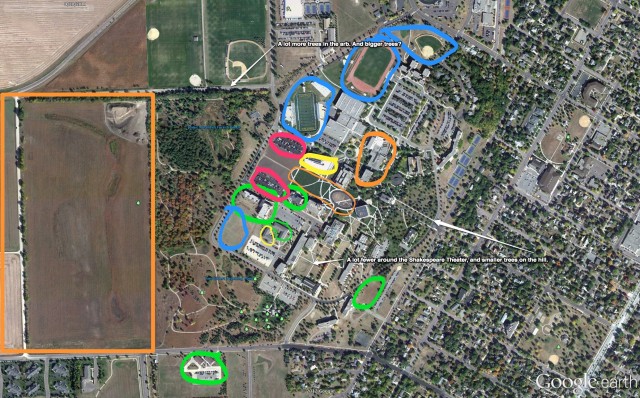 A lot more trees in the arb. And bigger trees?
A lot fewer around the Shakespeare Theater, and smaller trees on the hill.
Google earth